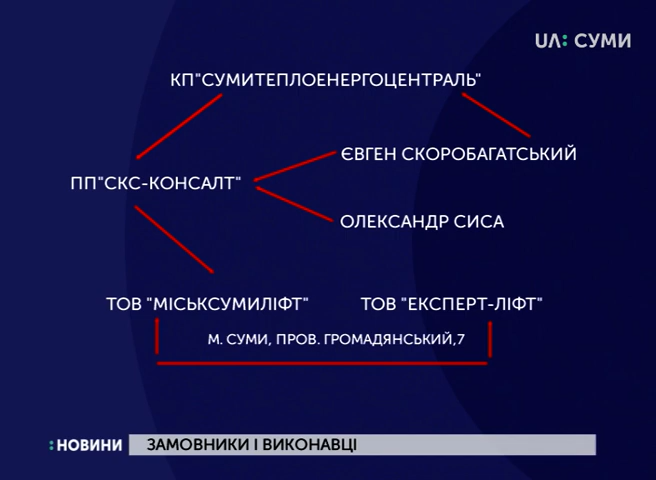 UA: СУМИ
КП"СУМИТЕПЛОЕНЕРГОЦЕНТРАЛЬ"
ЄВГЕН СКОРОБАГАТСЬКИЙ
ПП"СКС-КОНСАЛТ"
ОЛЕКСАНДР СИСА
ТОВ "МІСЬКСУМИЛІФТ" ТОВ "ЕКСПЕРТ-ЛІФТ"
М. СУМИ, ПРОВ. ГРОМАДЯНСЬКИЙ,7
:НОВИНИ ЗАМОВНИКИ І ВИКОНАВЦІ